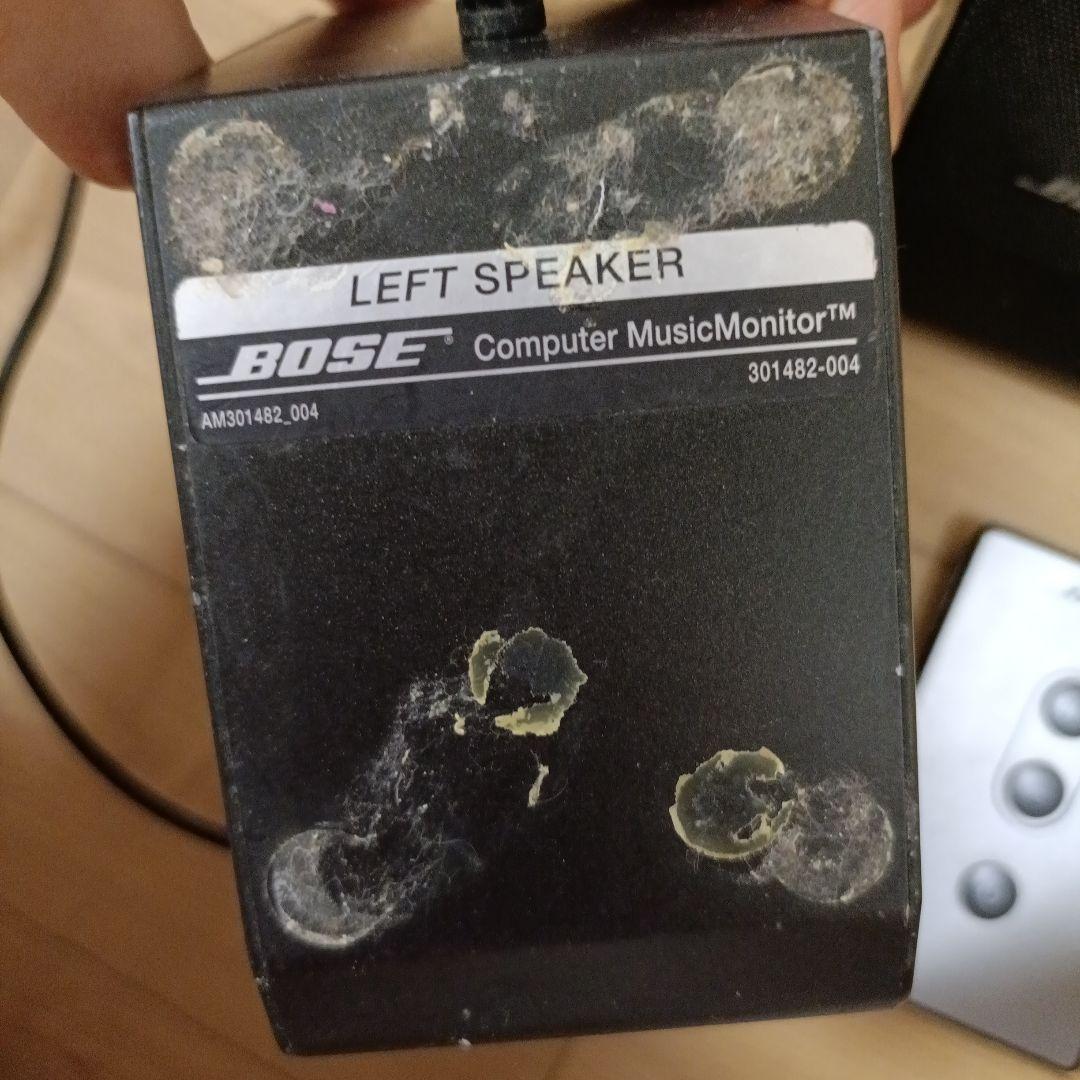 LEFT SPEAKER
BOSE® Computer MusicMonitor™
301482-004
AM301482_004